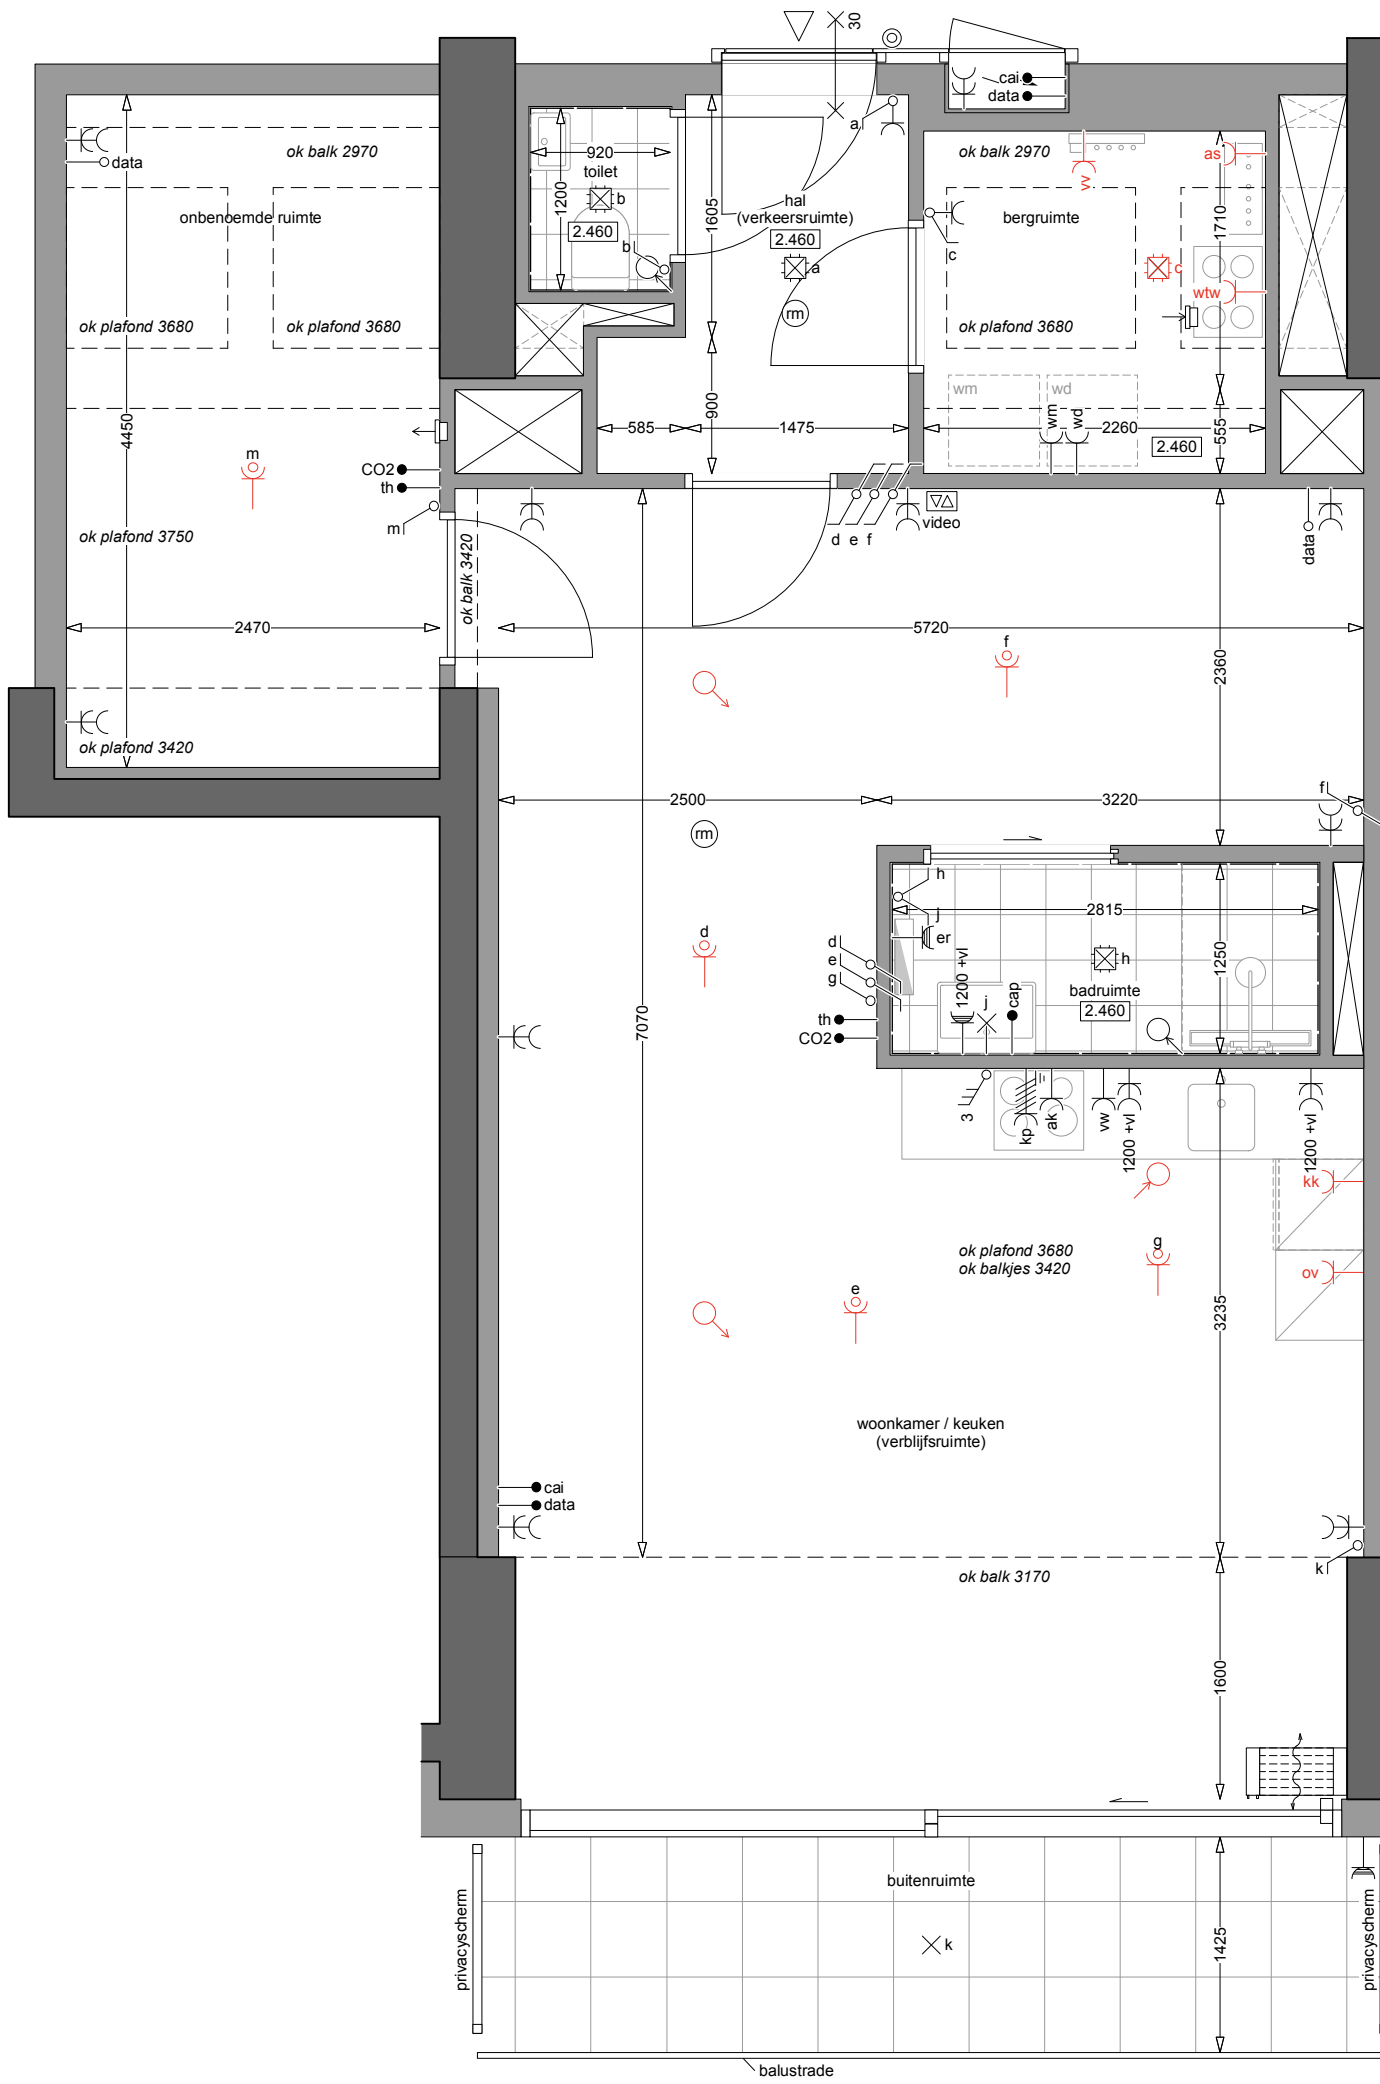 30
cai
data
a
data
ok balk 2970
920
toilet
b
1200
2.460
b
onbenoemde ruimte
hal
(verkeersruimte)
2.460
a
rm
1605
ok balk 2970
vv
as
bergruimte
1710
c
c
wtw
ok plafond 3680
ok plafond 3680
ok plafond 3680
4450
900
585
1475
wm
wd
wm
wd
2260
2.460
555
m
CO2
th
m
d e f
video
data
ok plafond 3750
ok balk 3420
2470
5720
f
2360
ok plafond 3420
2500
3220
f
rm
h
j
er
2815
d
d
e
g
th
CO2
1200 +vl
j
cap
h
badruimte
2.460
1250
7070
3
kp
ak
vw
1200 +vl
1200 +vl
kk
ok plafond 3680
ok balkjes 3420
g
ov
e
3235
woonkamer / keuken
(verblijfsruimte)
cai
data
k
ok balk 3170
1600
buitenruimte
privacyscherm
k
1425
privacyscherm
balustrade